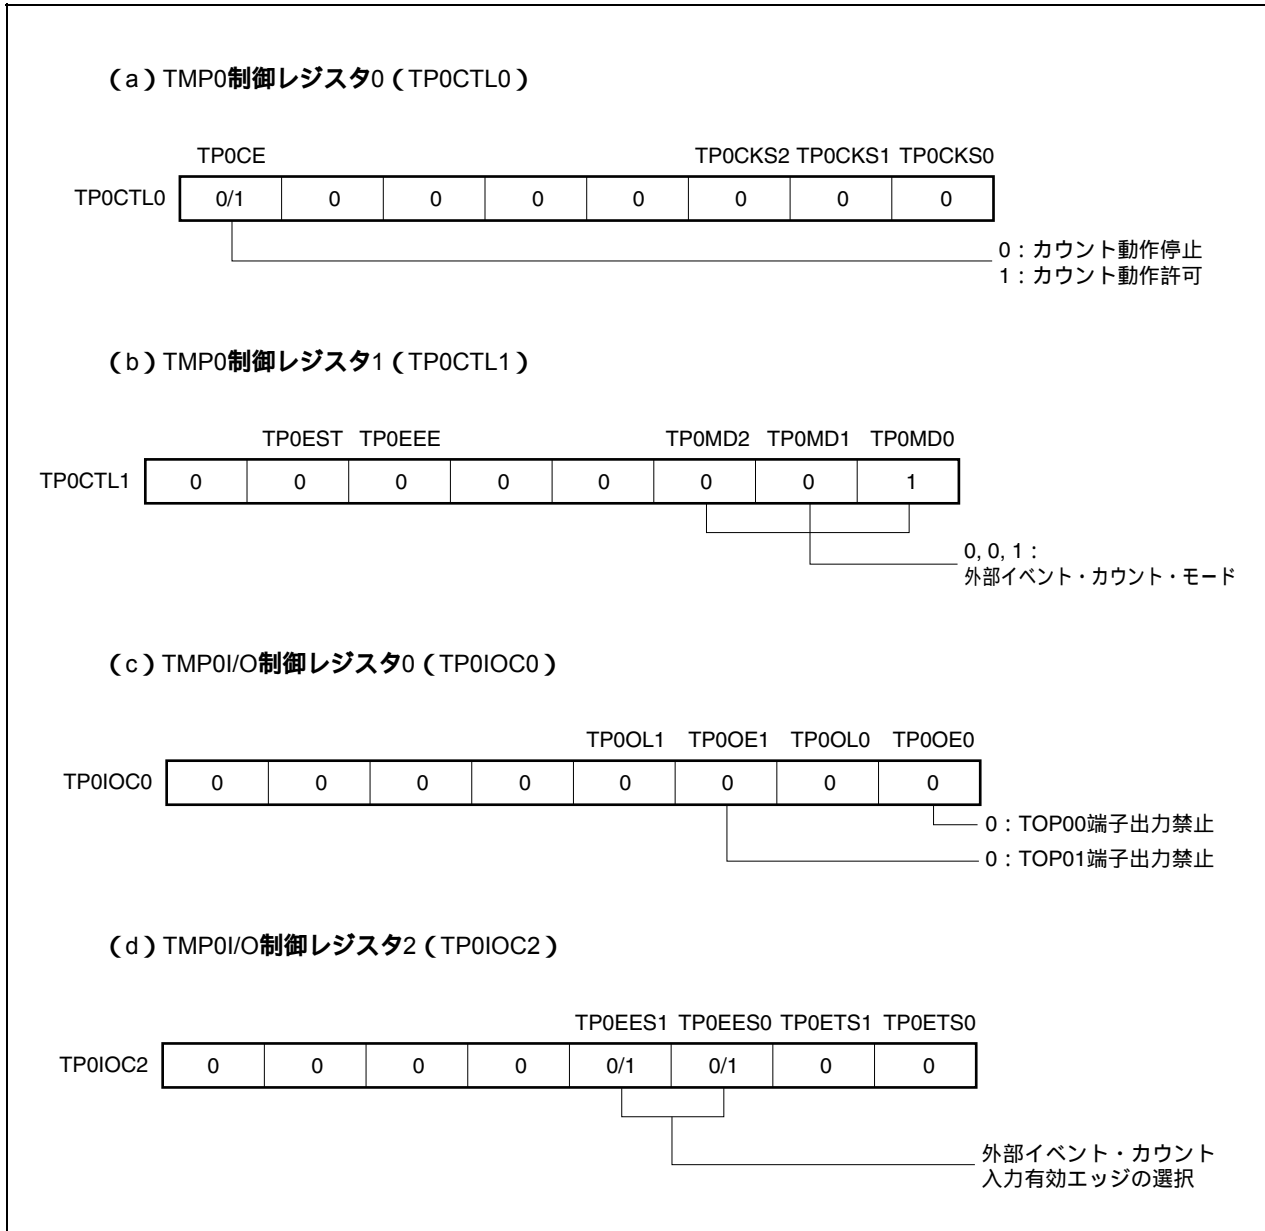 （a）TMP0制御レジスタ0（TP0CTL0）
TP0CE TP0CKS2 TP0CKS1 TP0CKS0
TP0CTL0 0/1 0 0 0 0 0 0 0
0：カウント動作停止
1：カウント動作許可
（b）TMP0制御レジスタ1（TP0CTL1）
TP0EST TP0EEE TP0MD2 TP0MD1 TP0MD0
TP0CTL1 0 0 0 0 0 0 0 1
0, 0, 1：
外部イベント・カウント・モード
（c）TMP0I/O制御レジスタ0（TP0IOC0）
TP0OL1 TP0OE1 TP0OL0 TP0OE0
TP0IOC0 0 0 0 0 0 0 0 0
0：TOP00端子出力禁止
0：TOP01端子出力禁止
（d）TMP0I/O制御レジスタ2（TP0IOC2）
TP0EES1 TP0EES0 TP0ETS1 TP0ETS0
TP0IOC2 0 0 0 0 0/1 0/1 0 0
外部イベント・カウント
入力有効エッジの選択